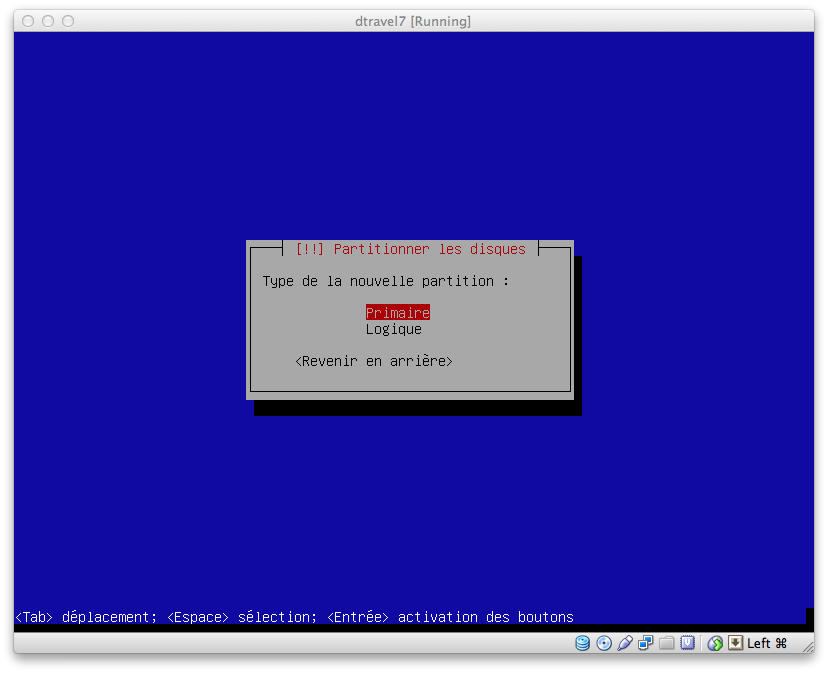 dtravel7 [Running]
[!!] Partitionner les disques
Type de la nouvelle partition :
Primaire
Logique
<Revenir en arrière>
<Tab> déplacement; <Espace> sélection; <Entrée> activation des boutons
Left ⌘